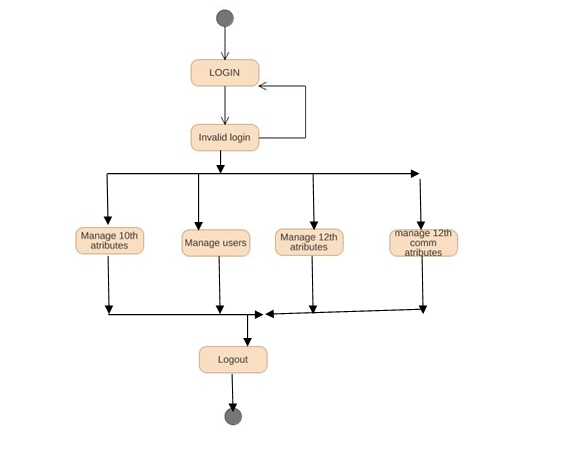 LOGIN
Invalid login
Manage 10th
atributes
Manage users
Manage 12th
atributes
manage 12th
comm
atributes
Logout